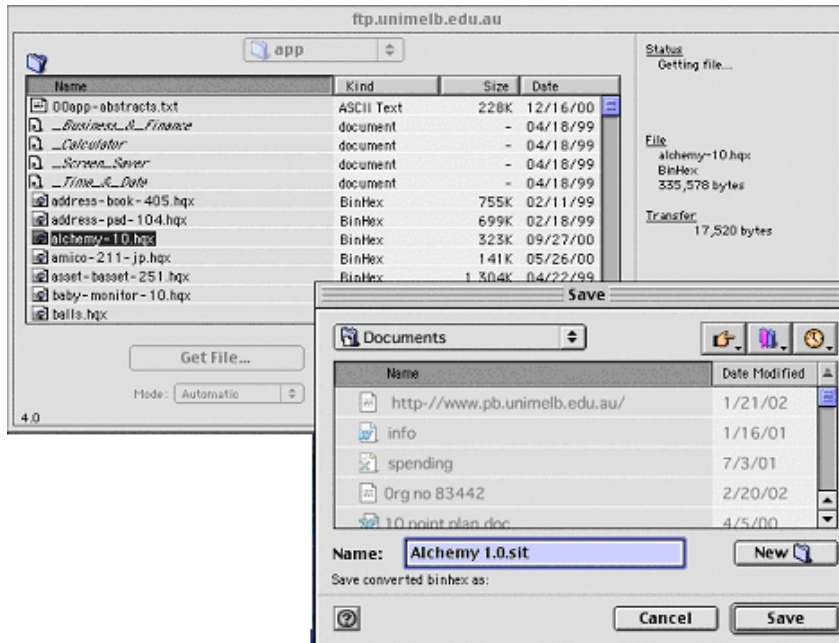 ftp.unimelb.edu.au
app
Name Kind Size Date
00app-abstracts.txt ASCII Text 228K 12/16/00
_Business_&_Finance document - 04/18/99
_Calculator document - 04/18/99
_Screen_Saver document - 04/18/99
_Time_&_Date document - 04/18/99
address-book-405.hqx BinHex 755K 02/11/99
address-pad-104.hqx BinHex 699K 02/18/99
alchemy-10.hqx BinHex 323K 09/27/00
amico-211-jp.hqx BinHex 141K 05/26/00
asset-basset-251.hqx BinHex 1,304K 04/22/99
baby-monitor-10.hqx
balls.hqx
Get File...
Mode: Automatic
4.0
Status
Getting file...
File
alchemy-10.hqx
BinHex
335,578 bytes
Transfer
17,520 bytes
Save
Documents
Name Date Modified
http-//www.pb.unimelb.edu.au/ 1/21/02
info 1/16/01
spending 7/3/01
Org no 83442 2/20/02
10 point plan.doc 4/5/00
Name: Alchemy 1.0.sit New
Save converted binhex as:
Cancel Save